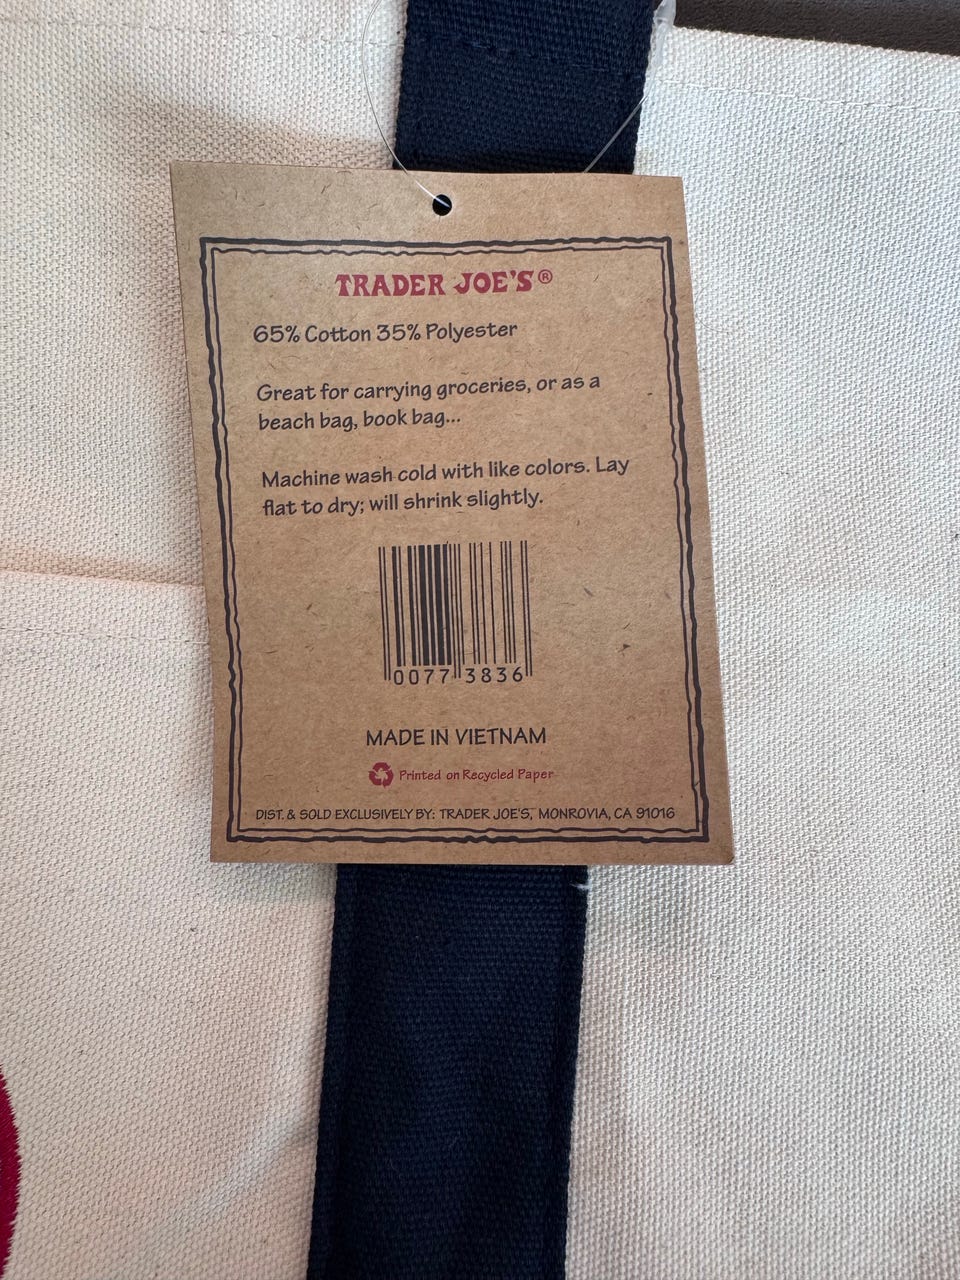 TRADER JOE'S®
65% Cotton 35% Polyester
Great for carrying groceries, or as a
beach bag, book bag...
Machine wash cold with like colors. Lay
flat to dry; will shrink slightly.
0077 3836
MADE IN VIETNAM
Printed on Recycled Paper
DIST. & SOLD EXCLUSIVELY BY: TRADER JOE'S, MONROVIA, CA 91016